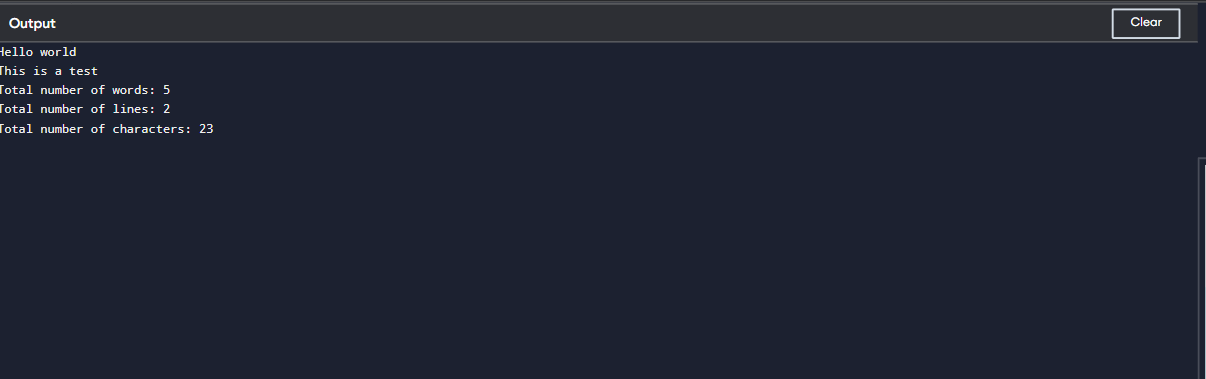 Output
Clear
Hello world
This is a test
Total number of words: 5
Total number of lines: 2
Total number of characters: 23